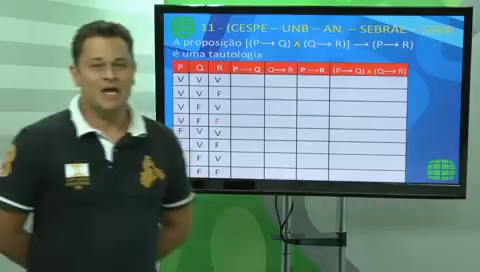 11 - (CESPE – UNB – AN. – SEBRAE –
A proposição [(P⟶ Q) ∧ (Q⟶ R)] ⟶ (P⟶ R)
é uma tautologia
P Q R P⟶ Q Q⟶ R P⟶ R (P⟶ Q) ∧ (Q⟶ R)
V V V
V V F
V F V
V F F
F V V
V F
F V
F F